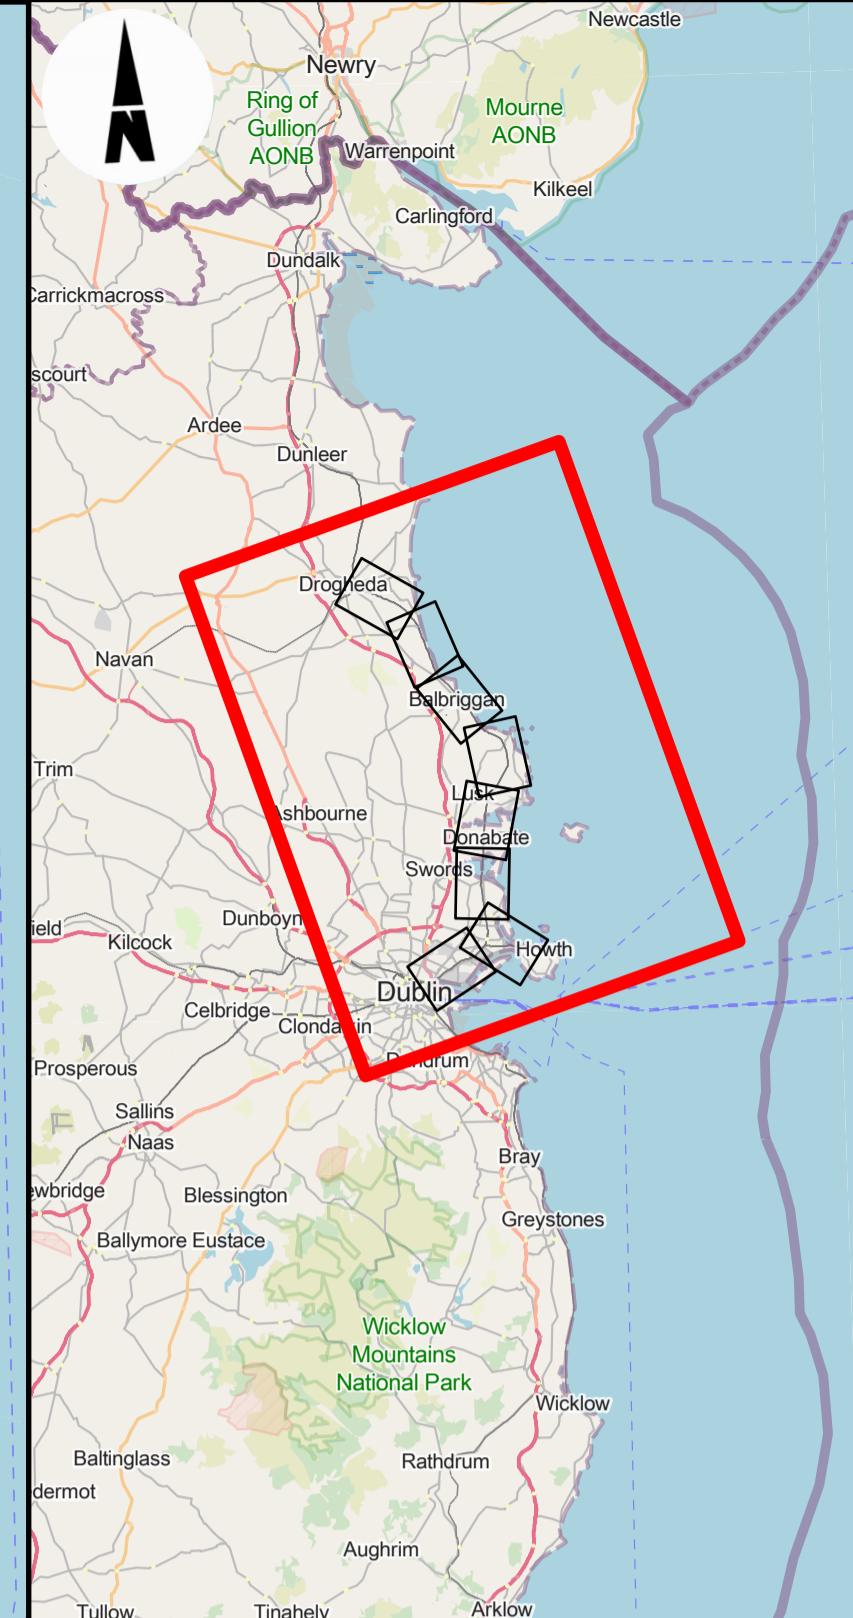 Newcastle
Newry
Ring of
Gullion
AONB
Mourne
AONB
N
Warrenpoint
Kilkeel
Carlingford
Dundalk
Carrickmacross
scourt
Ardee
Dunleer
Drogheda
Navan
Balbriggan
Trim
Lusk
Ashbourne
Donabate
Swords
Dunboyn
ield
Kilcock
Howth
Dublin
Celbridge
Clondalkin
Dundrum
Prosperous
Sallins
Naas
Bray
ewbridge
Blessington
Greystones
Ballymore Eustace
Wicklow
Mountains
National Park
Wicklow
Baltinglass
Rathdrum
dermot
Aughrim
Tullow
Tinahely
Arklow